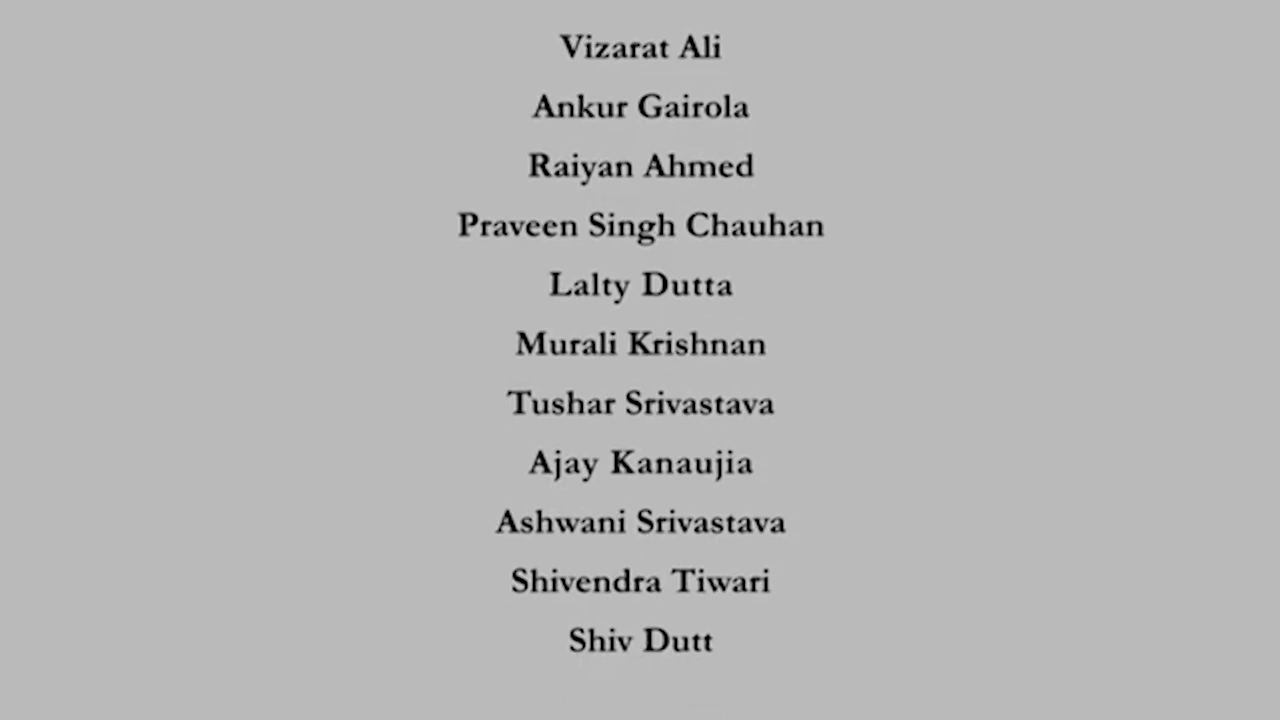 Vizarat Ali
Ankur Gairola
Raiyan Ahmed
Praveen Singh Chauhan
Lalty Dutta
Murali Krishnan
Tushar Srivastava
Ajay Kanaujia
Ashwani Srivastava
Shivendra Tiwari
Shiv Dutt